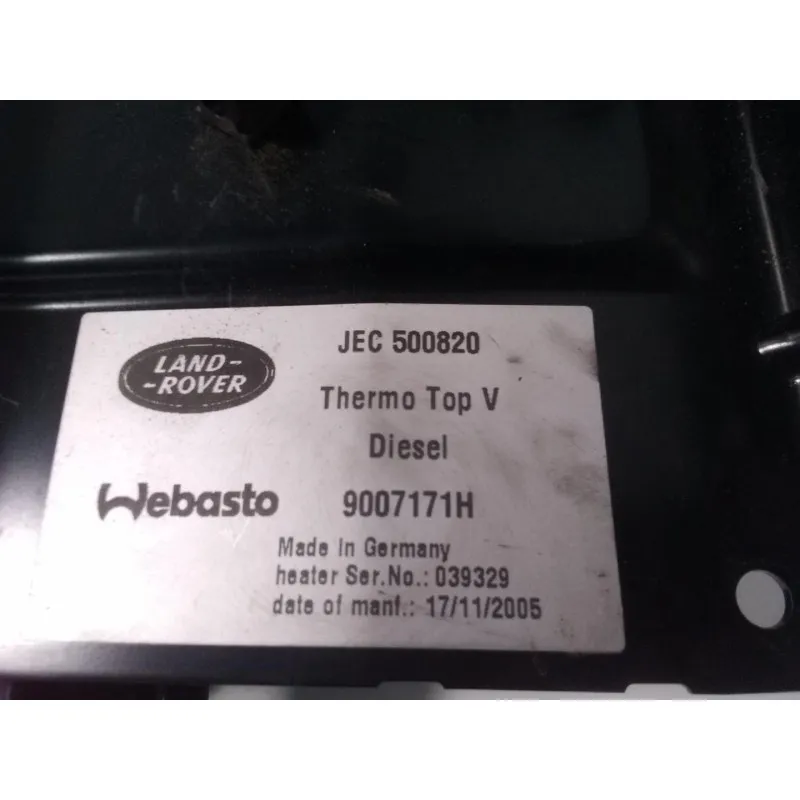 JEC 500820
LAND-
-ROVER
Thermo Top V
Diesel
Webasto 9007171H
Made in Germany
heater Ser.No.: 039329
date of manf.: 17/11/2005